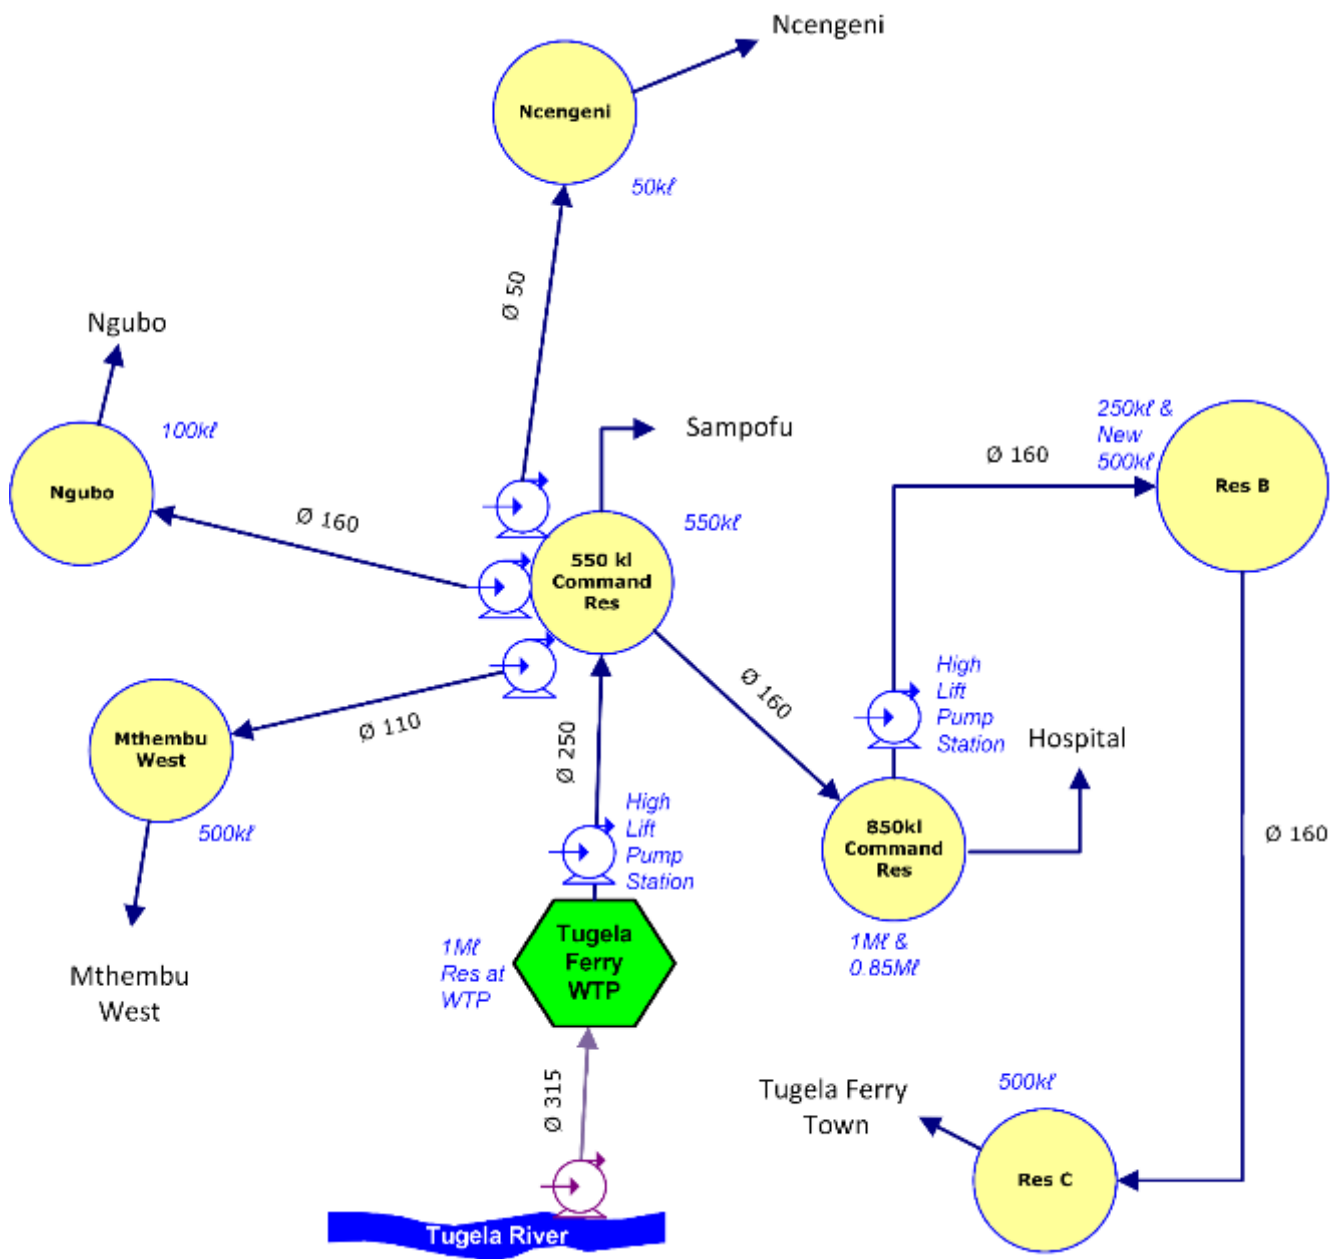 Ncengeni
Ncengeni
50kℓ
Ø 50
Ngubo
100kℓ
Ngubo
Ø 160
Sampofu
550kℓ
550 kl
Command
Res
250kℓ &
New
500kℓ
Ø 160
Res B
Mthembu
West
500kℓ
Ø 110
Mthembu
West
Ø 250
High
Lift
Pump
Station
Ø 160
High
Lift
Pump
Station
Hospital
850kl
Command
Res
1Mℓ &
0.85Mℓ
Ø 160
1Mℓ
Res at
WTP
Tugela
Ferry
WTP
Ø 315
Tugela River
Tugela Ferry
Town
500kℓ
Res C